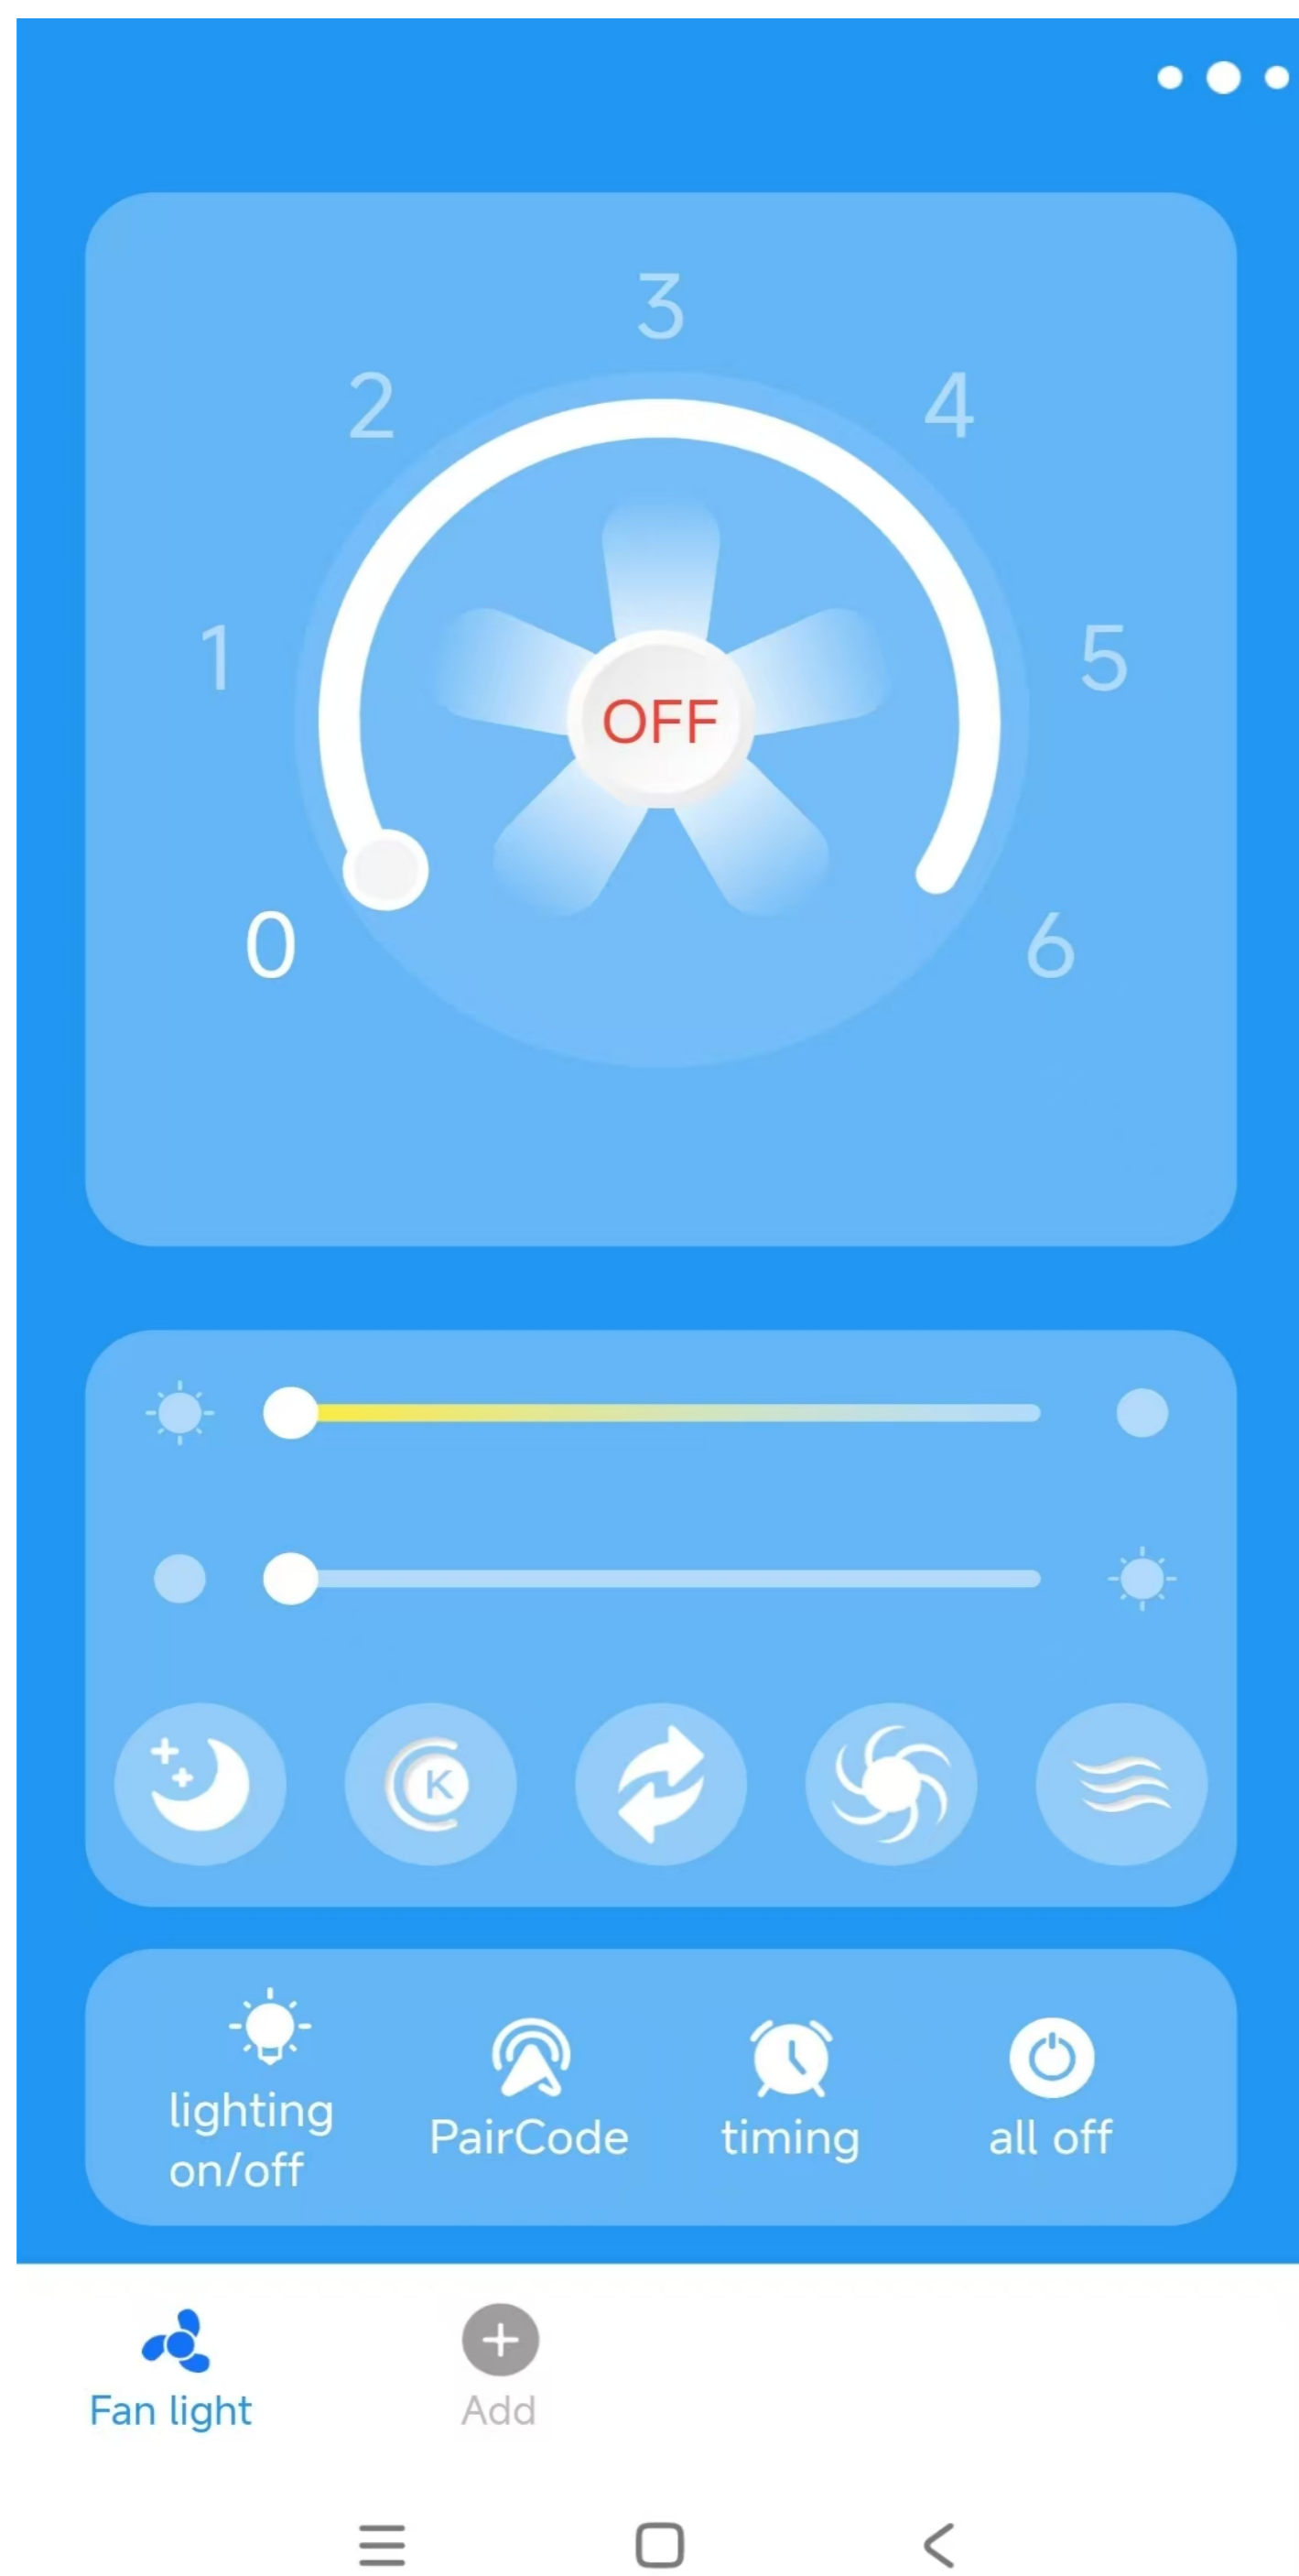 3
2
4
1
5
OFF
0
6
K
lighting
on/off
PairCode
timing
all off
Fan light
Add